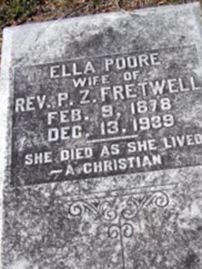 ELLA POORE
WIFE OF
REV. P. Z. FRETWELL
FEB. 9, 1878
DEC. 13, 1939
SHE DIED AS SHE LIVED
~A CHRISTIAN